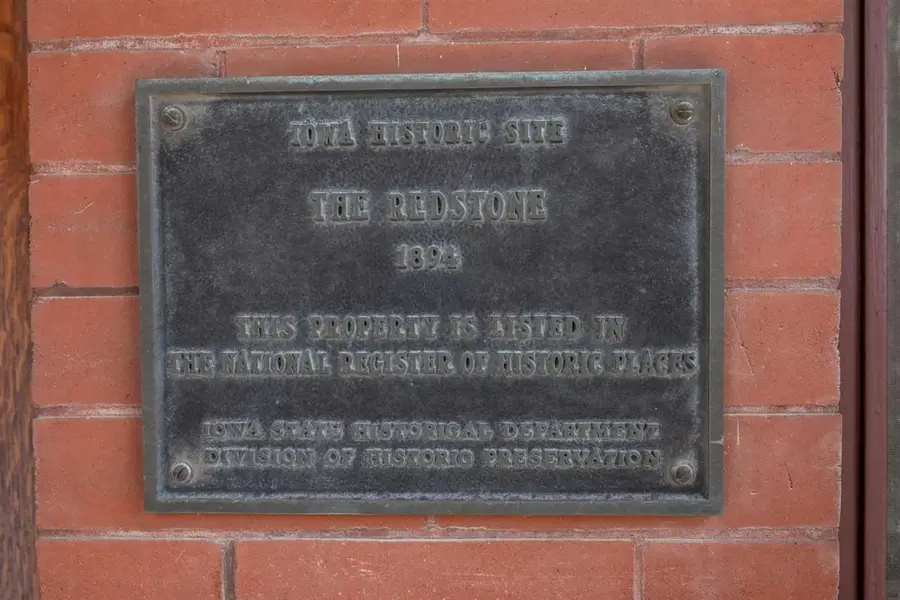 IOWA HISTORIC SITE
THE REDSTONE
1894
THIS PROPERTY IS LISTED IN
THE NATIONAL REGISTER OF HISTORIC PLACES
IOWA STATE HISTORICAL DEPARTMENT
DIVISION OF HISTORIC PRESERVATION